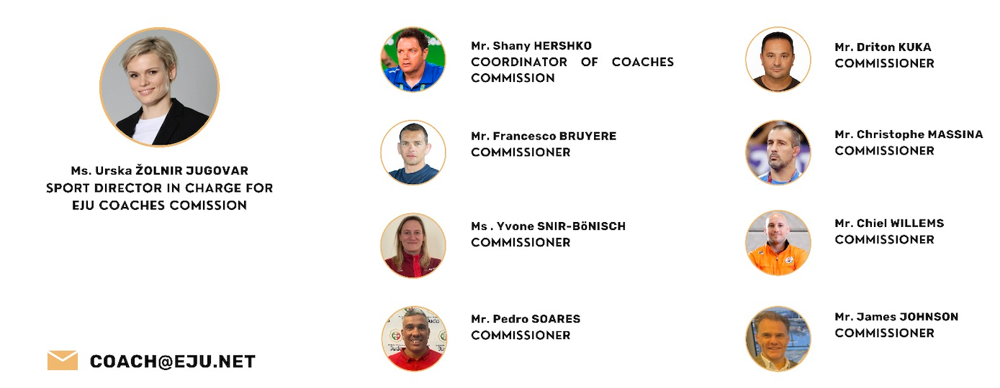 Ms. Urska ŽOLNIR JUGOVAR
SPORT DIRECTOR IN CHARGE FOR
EJU COACHES COMISSION
COACH@EJU.NET
Mr. Shany HERSHKO
COORDINATOR OF COACHES
COMMISSION
Mr. Francesco BRUYERE
COMMISSIONER
Ms . Yvone SNIR-BöNISCH
COMMISSIONER
Mr. Pedro SOARES
COMMISSIONER
Mr. Driton KUKA
COMMISSIONER
Mr. Christophe MASSINA
COMMISSIONER
Mr. Chiel WILLEMS
COMMISSIONER
Mr. James JOHNSON
COMMISSIONER